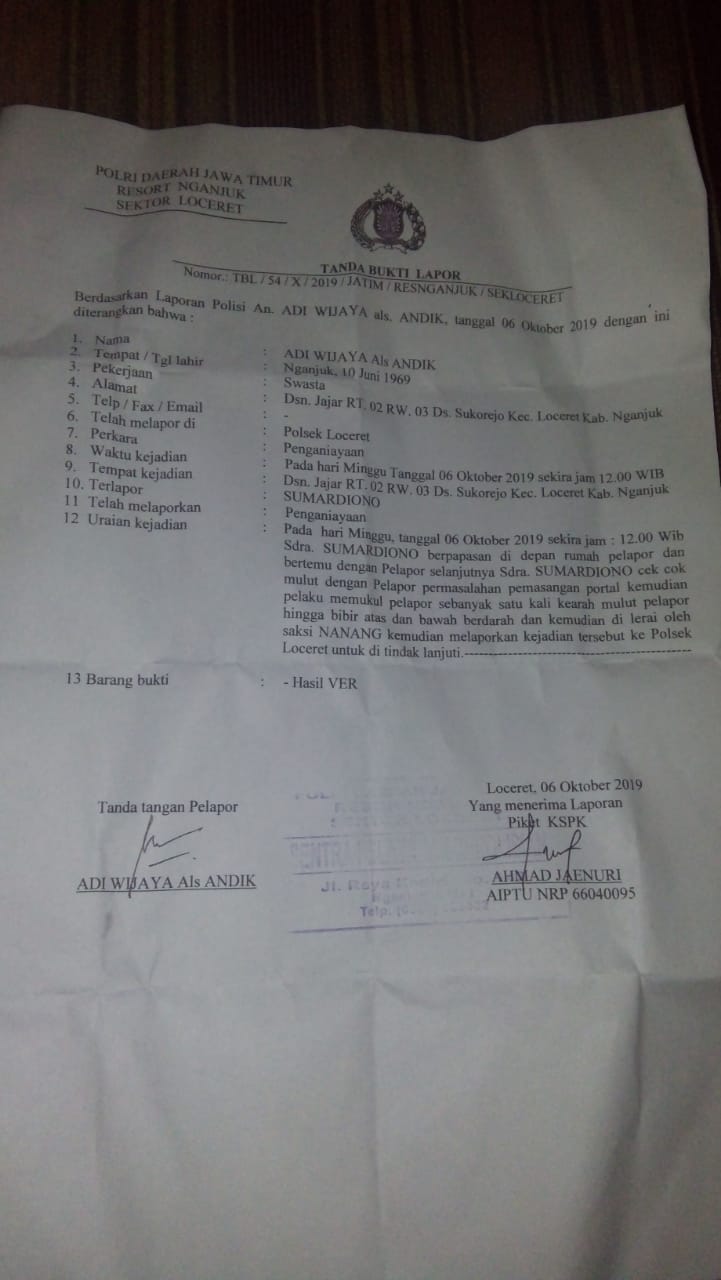 POLRI DAERAH JAWA TIMUR
RESORT NGANJUK
SEKTOR LOCERET
TANDA BUKTI LAPOR
Nomor.: TBL / 54 / X / 2019 / JATIM / RESNGANJUK / SEKLOCERET
Berdasarkan Laporan Polisi An. ADI WIJAYA als. ANDIK, tanggal 06 Oktober 2019 dengan ini
diterangkan bahwa :
1. Nama : ADI WIJAYA Als ANDIK
2. Tempat / Tgl lahir : Nganjuk, 10 Juni 1969
3. Pekerjaan : Swasta
4. Alamat : Dsn. Jajar RT. 02 RW. 03 Ds. Sukorejo Kec. Loceret Kab. Nganjuk
5. Telp / Fax / Email : -
6. Telah melapor di : Polsek Loceret
7. Perkara : Penganiayaan
8. Waktu kejadian : Pada hari Minggu Tanggal 06 Oktober 2019 sekira jam 12.00 WIB
9. Tempat kejadian : Dsn. Jajar RT. 02 RW. 03 Ds. Sukorejo Kec. Loceret Kab. Nganjuk
10. Terlapor : SUMARDIONO
11 Telah melaporkan : Penganiayaan
12 Uraian kejadian : Pada hari Minggu, tanggal 06 Oktober 2019 sekira jam : 12.00 Wib
Sdra. SUMARDIONO berpapasan di depan rumah pelapor dan
bertemu dengan Pelapor selanjutnya Sdra. SUMARDIONO cek cok
mulut dengan Pelapor permasalahan pemasangan portal kemudian
pelaku memukul pelapor sebanyak satu kali kearah mulut pelapor
hingga bibir atas dan bawah berdarah dan kemudian di lerai oleh
saksi NANANG kemudian melaporkan kejadian tersebut ke Polsek
Loceret untuk di tindak lanjuti.------------------------------------------------
13 Barang bukti : - Hasil VER
Loceret, 06 Oktober 2019
Tanda tangan Pelapor
Yang menerima Laporan
Piket KSPK
ADI WIJAYA Als ANDIK
AHMAD JAENURI
AIPTU NRP 66040095
Jl. Raya
Telp.